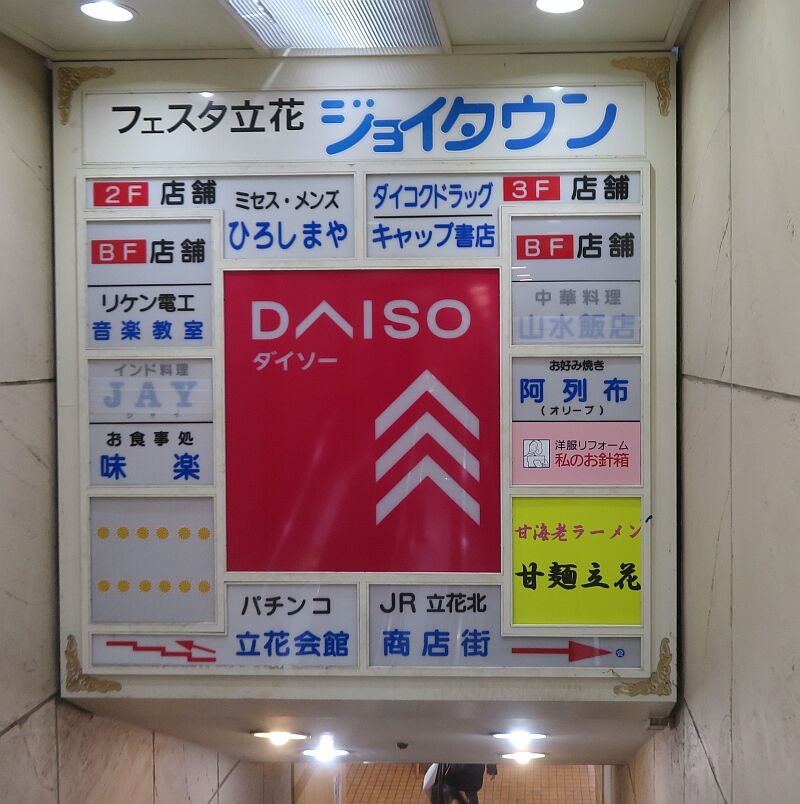 フェスタ立花 ジョイタウン
2F 店舗
ミセス・メンズ
ひろしまや
ダイコクドラッグ
キャップ書店
3F 店舗
BF 店舗
リケン電工
音楽教室
インド料理
JAY
ジャイ
お食事処
味楽
DAISO
ダイソー
BF 店舗
中華料理
山水飯店
お好み焼き
阿列布
(オリーブ)
洋服リフォーム
私のお針箱
甘海老ラーメン
甘麺立花
パチンコ
立花会館
JR 立花北
商店街